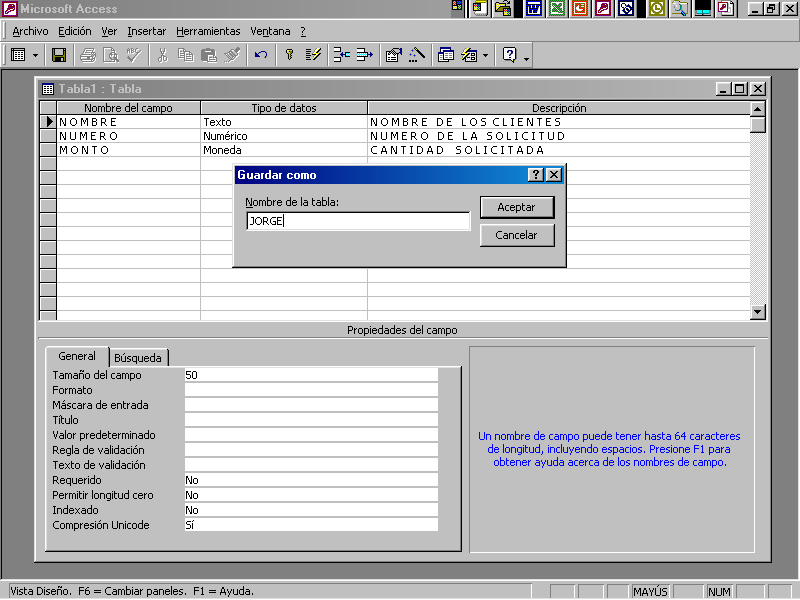 Microsoft Access
Archivo Edición Ver Insertar Herramientas Ventana ?
Tabla1 : Tabla
Nombre del campo Tipo de datos Descripción
NOMBRE Texto NOMBRE DE LOS CLIENTES
NUMERO Numérico NUMERO DE LA SOLICITUD
MONTO Moneda CANTIDAD SOLICITADA
Guardar como
Nombre de la tabla:
JORGE
Aceptar
Cancelar
Propiedades del campo
General Búsqueda
Tamaño del campo 50
Formato
Máscara de entrada
Título
Valor predeterminado
Regla de validación
Texto de validación
Requerido No
Permitir longitud cero No
Indexado No
Compresión Unicode Sí
Un nombre de campo puede tener hasta 64 caracteres
de longitud, incluyendo espacios. Presione F1 para
obtener ayuda acerca de los nombres de campo.
Vista Diseño. F6 = Cambiar paneles. F1 = Ayuda. MAYÚS NUM